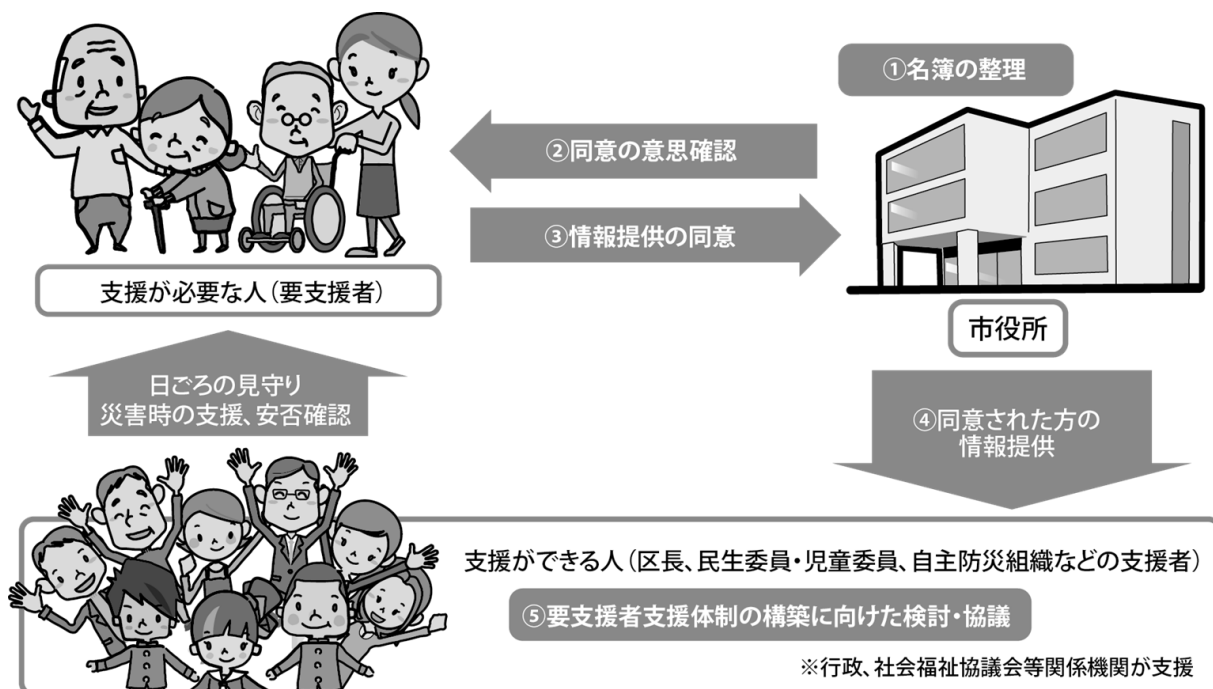 ①名簿の整理
②同意の意思確認
③情報提供の同意
支援が必要な人（要支援者）
市役所
日ごろの見守り
災害時の支援、安否確認
④同意された方の
情報提供
支援ができる人（区長、民生委員・児童委員、自主防災組織などの支援者）
⑤要支援者支援体制の構築に向けた検討・協議
※行政、社会福祉協議会等関係機関が支援